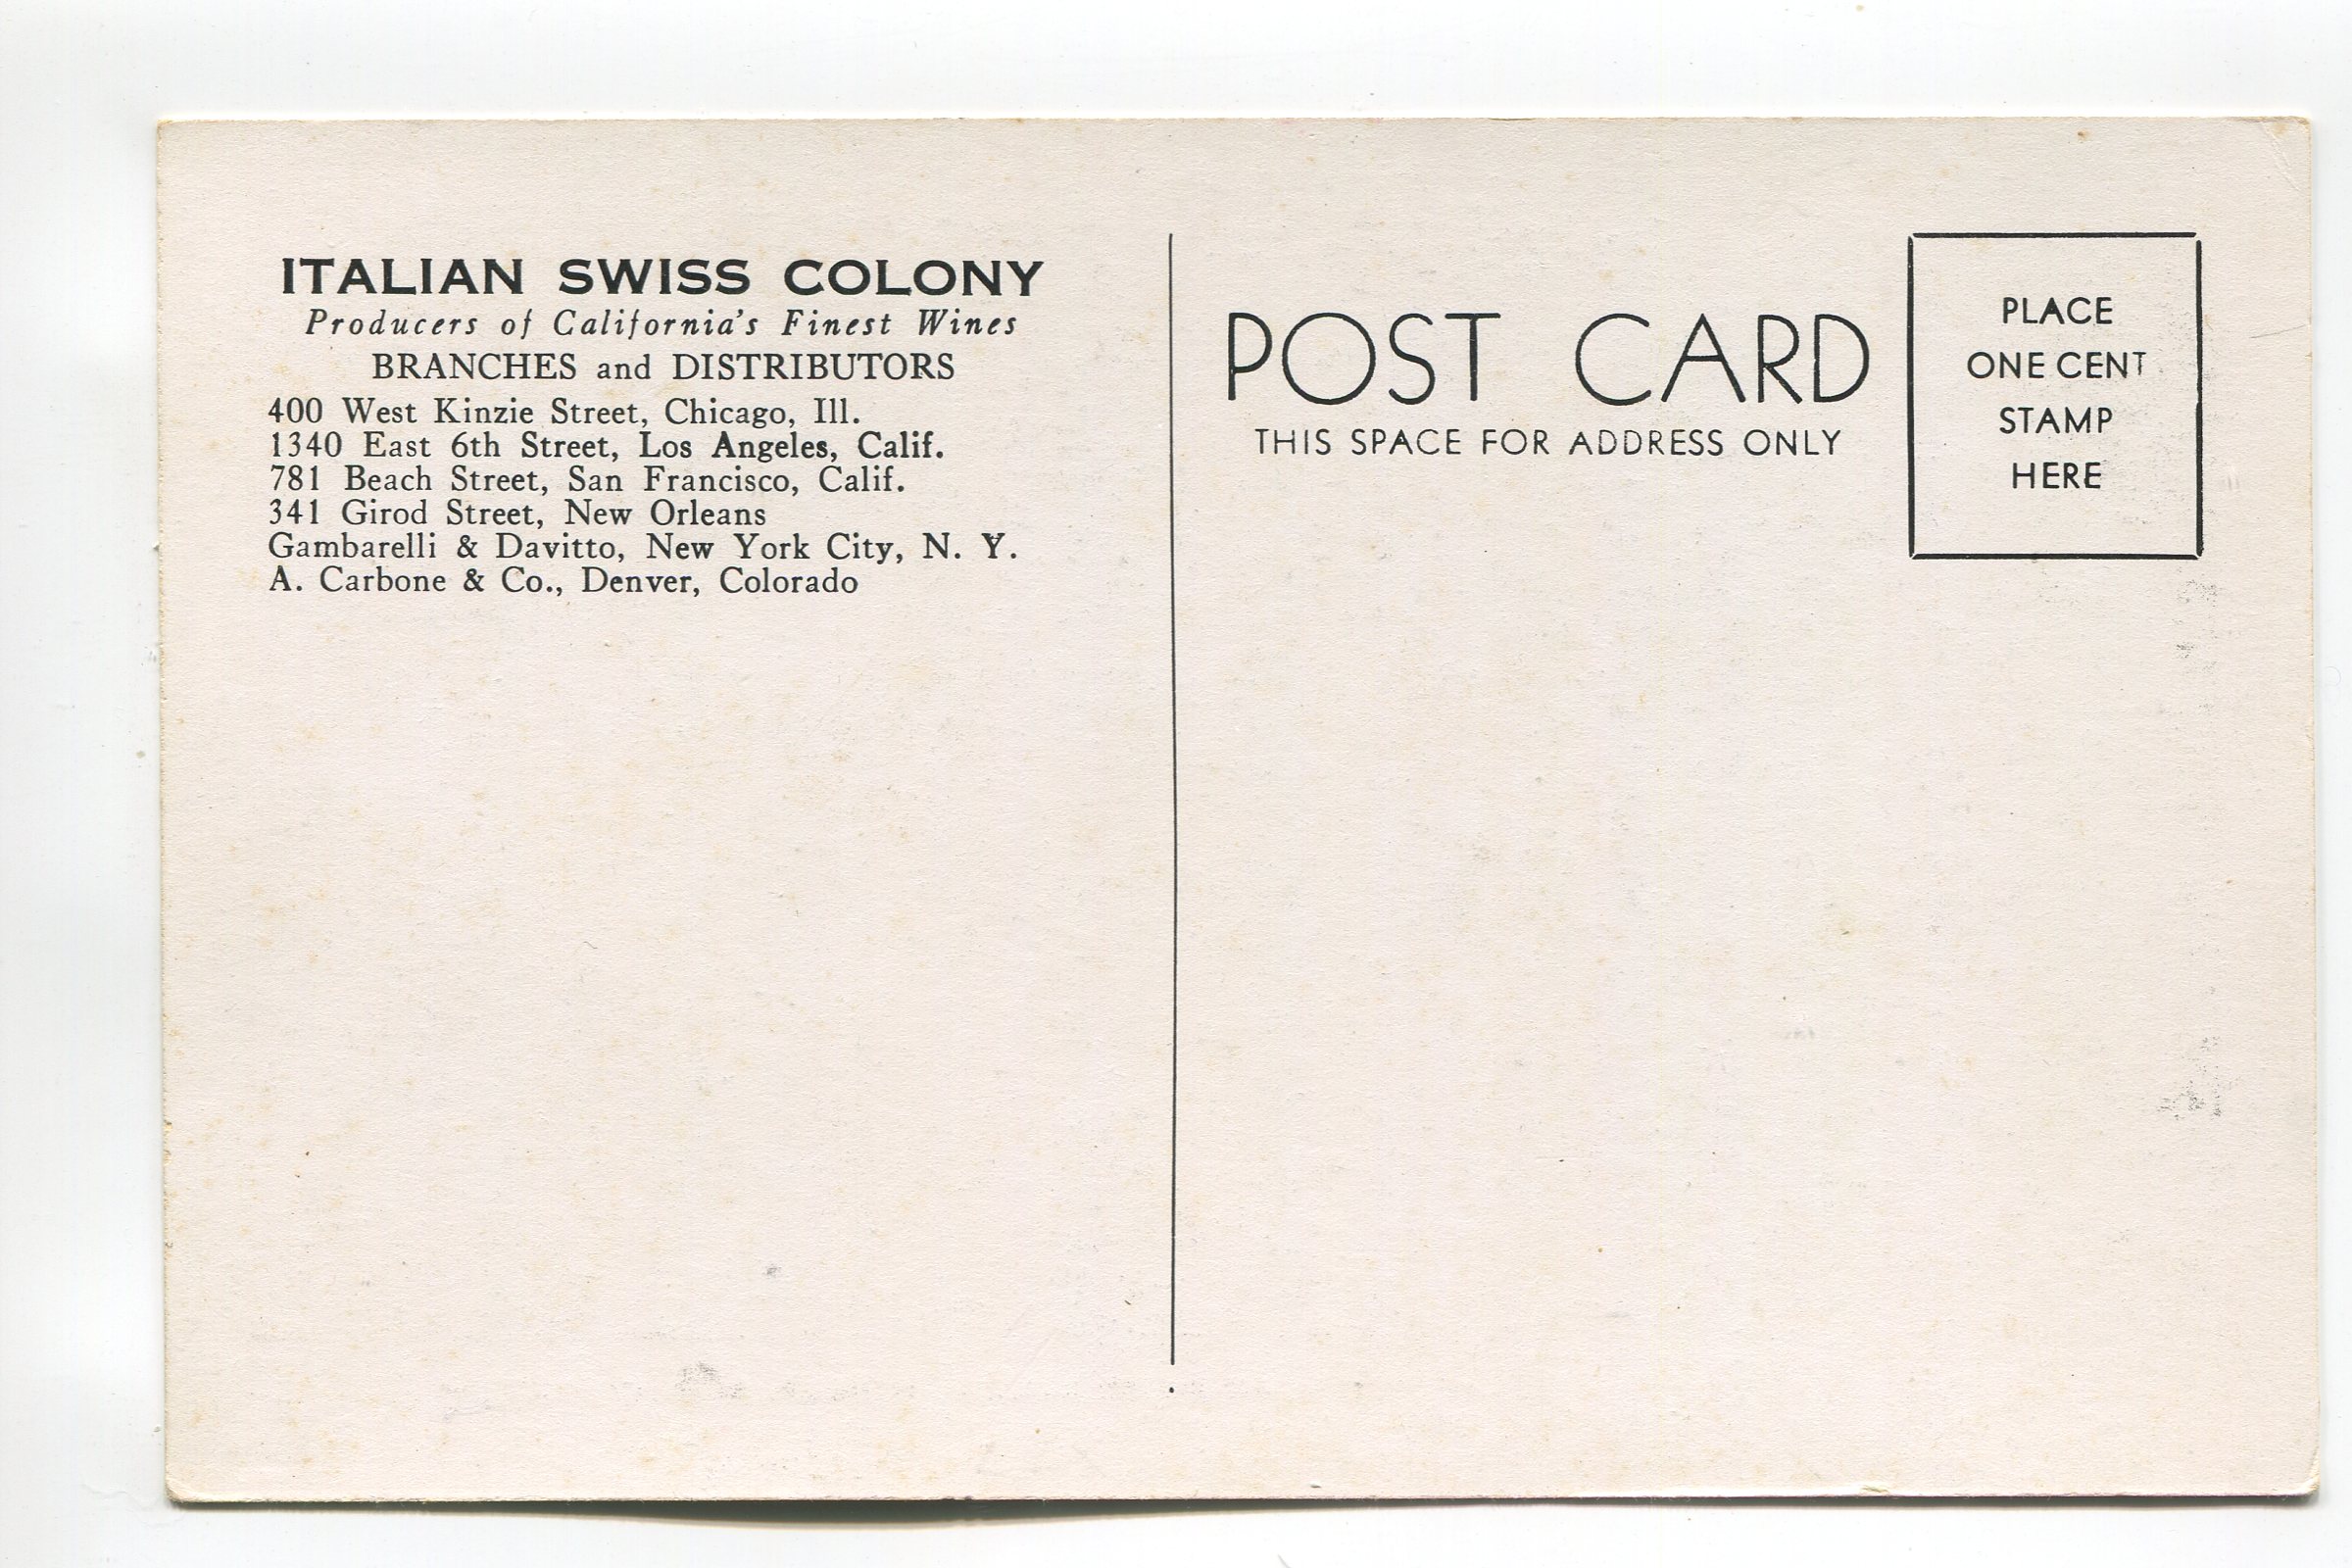 ITALIAN SWISS COLONY
Producers of California's Finest Wines
BRANCHES and DISTRIBUTORS
400 West Kinzie Street, Chicago, Ill.
1340 East 6th Street, Los Angeles, Calif.
781 Beach Street, San Francisco, Calif.
341 Girod Street, New Orleans
Gambarelli & Davitto, New York City, N. Y.
A. Carbone & Co., Denver, Colorado
POST CARD
THIS SPACE FOR ADDRESS ONLY
PLACE
ONE CENT
STAMP
HERE